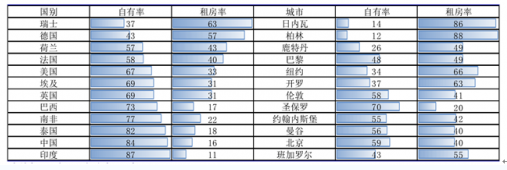 国别 自有率 租房率 城市 自有率 租房率
瑞士 37 63 日内瓦 14 86
德国 43 57 柏林 12 88
荷兰 57 43 鹿特丹 26 49
法国 58 40 巴黎 48 49
美国 67 33 纽约 34 66
埃及 69 31 开罗 37 63
英国 69 31 伦敦 58 41
巴西 73 17 圣保罗 70 20
南非 77 22 约翰内斯堡 55 42
泰国 82 18 曼谷 56 40
中国 84 16 北京 59 40
印度 87 11 班加罗尔 43 55